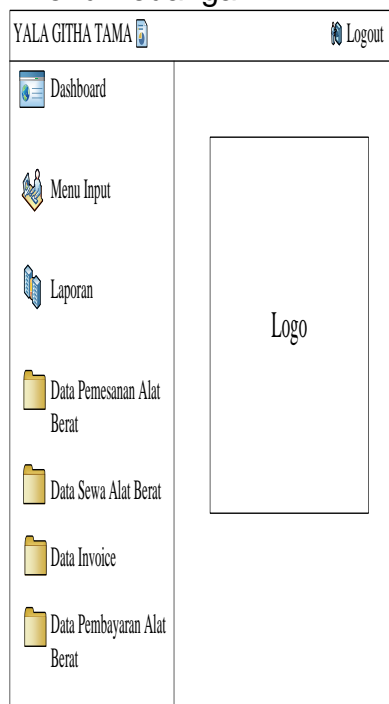 YALA GITHA TAMA
Logout
Dashboard
Menu Input
Laporan
Data Pemesanan Alat
Berat
Data Sewa Alat Berat
Data Invoice
Data Pembayaran Alat
Berat
Logo